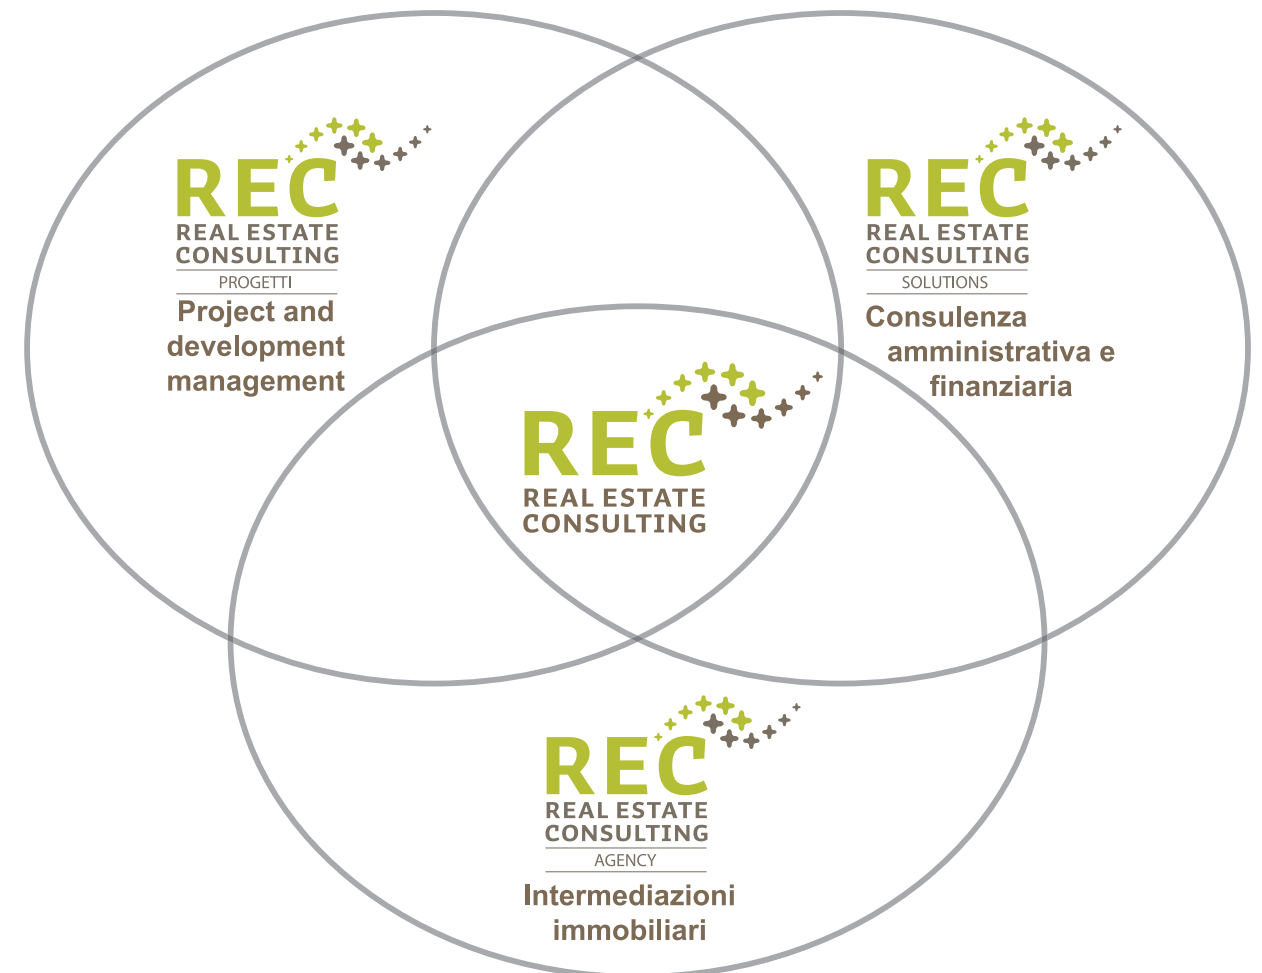 REC
REAL ESTATE
CONSULTING
PROGETTI
Project and
development
management
REC
REAL ESTATE
CONSULTING
SOLUTIONS
Consulenza
amministrativa e
finanziaria
REC
REAL ESTATE
CONSULTING
REC
REAL ESTATE
CONSULTING
AGENCY
Intermediazioni
immobiliari